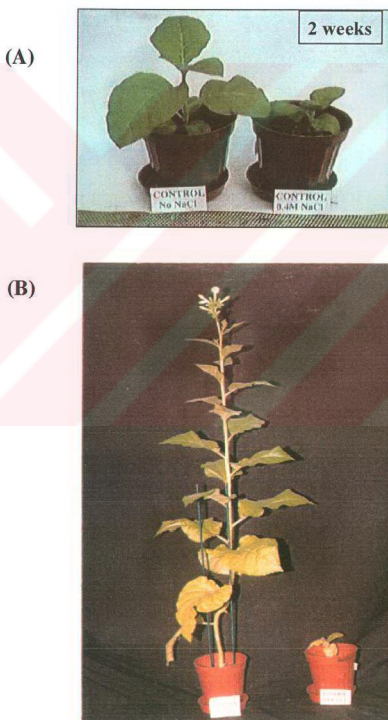 (A)
2 weeks
CONTROL
No NaCl
CONTROL
0.4M NaCl
(B)